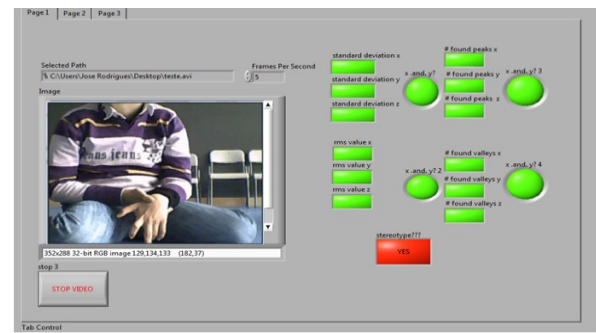 Page 1 Page 2 Page 3
Selected Path
Frames Per Second
% C:\Users\Jose Rodrigues\Desktop\teste.avi
5
Image
jeans jeans
352x288 32-bit RGB image 129,134,133 (182,37)
stop 3
STOP VIDEO
standard deviation x
standard deviation y
standard deviation z
x .and. y?
# found peaks x
# found peaks y
# found peaks z
x .and. y? 3
rms value x
rms value y
rms value z
x .and. y? 2
# found valleys x
# found valleys y
# found valleys z
x .and. y? 4
stereotype???
YES
Tab Control